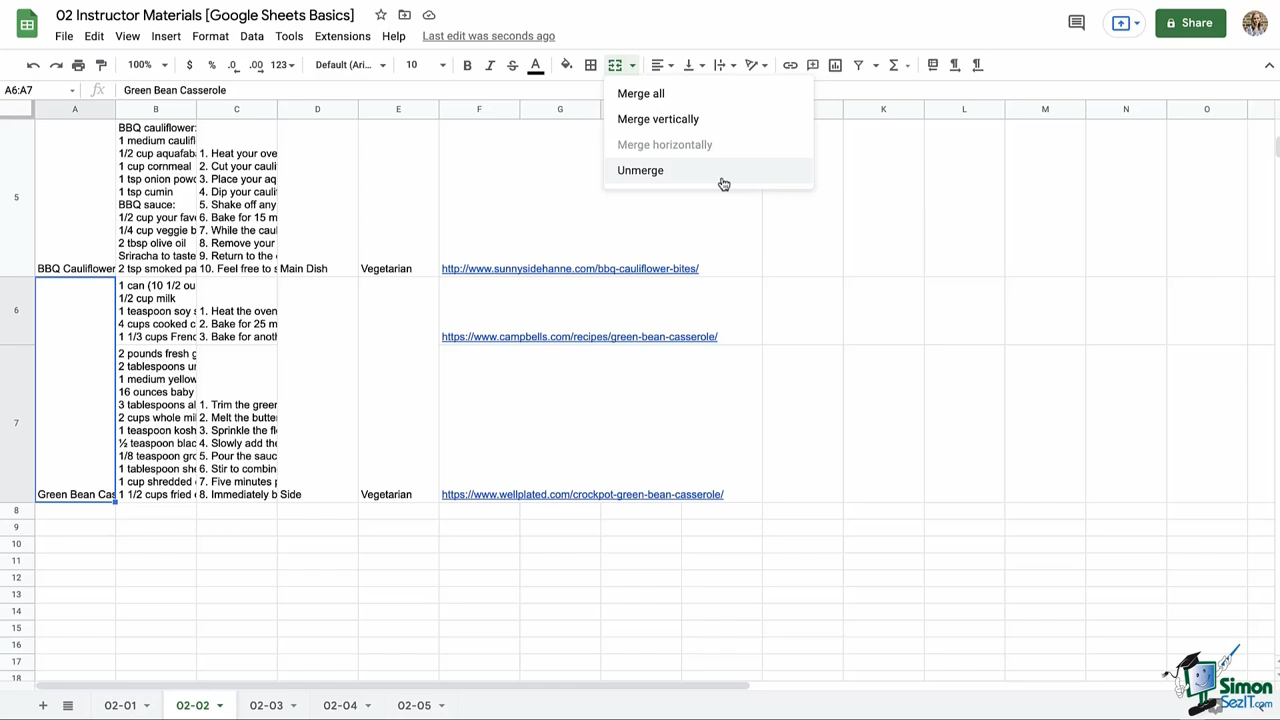 02 Instructor Materials [Google Sheets Basics]
File Edit View Insert Format Data Tools Extensions Help Last edit was seconds ago
Share
100% $ % .0 .00 123 Default (Ari... 10 B I S A Σ
A6:A7 fx Green Bean Casserole
Merge all
Merge vertically
Merge horizontally
Unmerge
A B C D E F G K L M N O
BBQ cauliflower:
1 medium caulif
1/2 cup aquafab 1. Heat your ove
1 cup cornmeal 2. Cut your cauli
1 tsp onion powd 3. Place your aq
1 tsp cumin 4. Dip your cauli
5 BBQ sauce: 5. Shake off any
1/2 cup your favo 6. Bake for 15 m
1/4 cup veggie b 7. While the cau
2 tbsp olive oil 8. Remove your
Sriracha to taste 9. Return to the
BBQ Cauliflower 2 tsp smoked pa 10. Feel free to s Main Dish Vegetarian http://www.sunnysidehanne.com/bbq-cauliflower-bites/
1 can (10 1/2 ou
1/2 cup milk
6 1 teaspoon soy s 1. Heat the oven
4 cups cooked c 2. Bake for 25 m
1 1/3 cups Frenc 3. Bake for anot https://www.campbells.com/recipes/green-bean-casserole/
2 pounds fresh g
2 tablespoons un
1 medium yellow
16 ounces baby
3 tablespoons al 1. Trim the green
2 cups whole mil 2. Melt the butte
7 1 teaspoon kosh 3. Sprinkle the fl
½ teaspoon blac 4. Slowly add the
1/8 teaspoon gro 5. Pour the sauc
1 tablespoon she 6. Stir to combin
1 cup shredded 7. Five minutes p
Green Bean Cas 1 1/2 cups fried 8. Immediately b Side Vegetarian https://www.wellplated.com/crockpot-green-bean-casserole/
8
9
10
11
12
13
14
15
16
17
18
02-01 02-02 02-03 02-04 02-05
Simon
SezIT.com